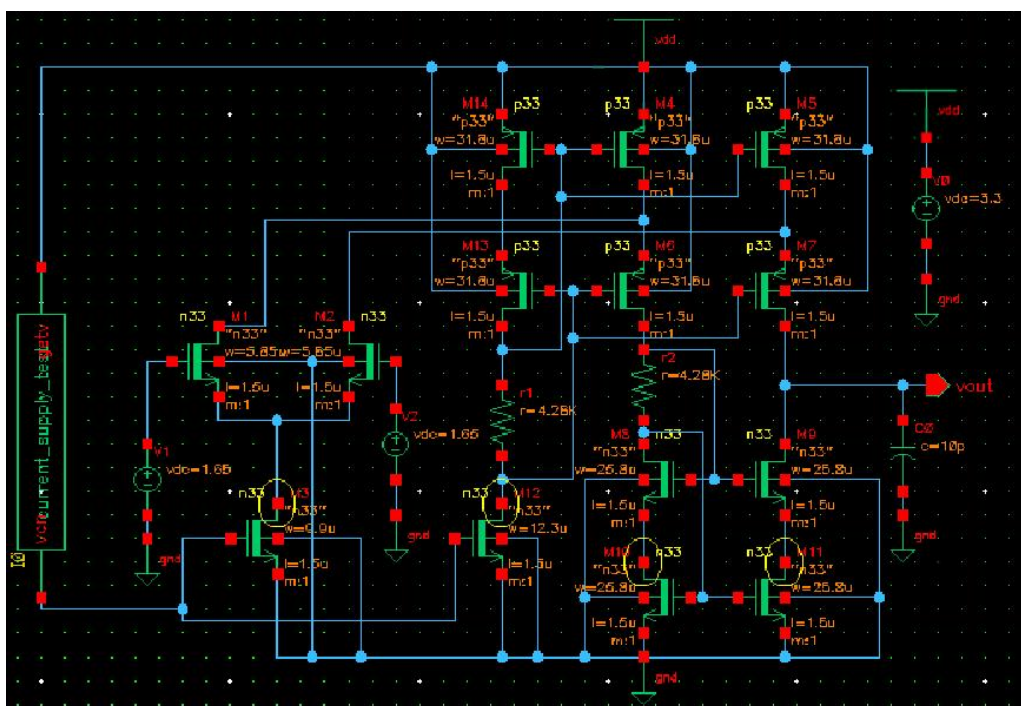 vdd
M14 p33
"p33"
w=31.8u
l=1.5u
m:1
M4 p33
"p33"
w=31.8u
l=1.5u
m:1
M5 p33
"p33"
w=31.8u
l=1.5u
m:1
vdd
V0
vdc=3.3
gnd
M13 p33
"p33"
w=31.8u
l=1.5u
m:1
M6 p33
"p33"
w=31.8u
l=1.5u
m:1
M7 p33
"p33"
w=31.8u
l=1.5u
m:1
n33 M1
"n33"
w=5.85u
l=1.5u
m:1
M2 n33
"n33"
w=5.85u
l=1.5u
m:1
r1
r=4.28K
r2
r=4.28K
vout
C0
c=10p
gnd
V1
vdc=1.65
gnd
V2
vdc=1.65
gnd
M8 n33
"n33"
w=25.8u
l=1.5u
m:1
n33 M9
"n33"
w=25.8u
l=1.5u
m:1
n33 M3
"n33"
w=9.9u
l=1.5u
m:1
n33 M12
"n33"
w=12.3u
l=1.5u
m:1
M10 n33
"n33"
w=25.8u
l=1.5u
m:1
n33 M11
"n33"
w=25.8u
l=1.5u
m:1
I0
gnd